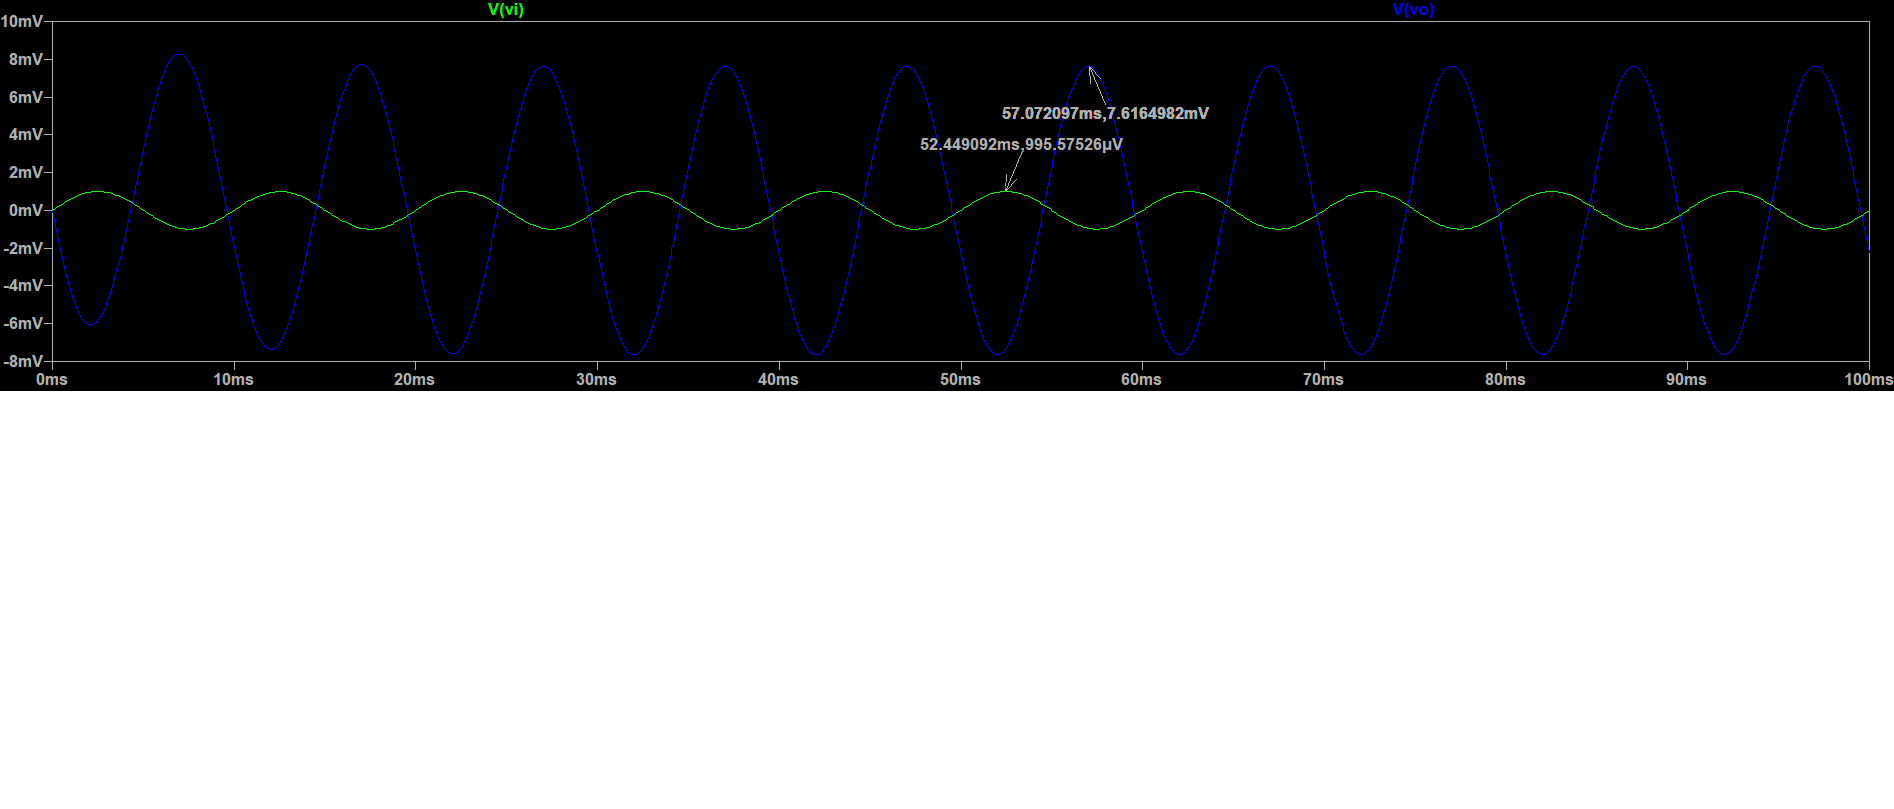 V(vi) V(vo)
10mV
8mV
6mV
4mV
2mV
0mV
-2mV
-4mV
-6mV
-8mV
57.072097ms,7.6164982mV
52.449092ms,995.57526µV
0ms 10ms 20ms 30ms 40ms 50ms 60ms 70ms 80ms 90ms 100ms